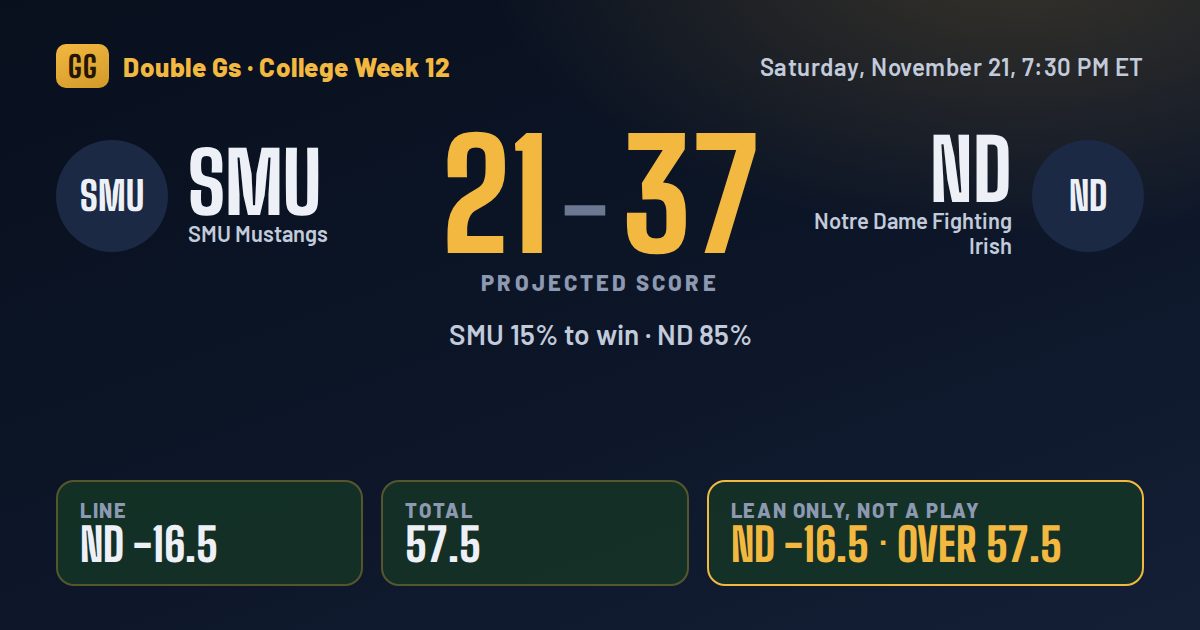 GG Double Gs · College Week 12
Saturday, November 21, 7:30 PM ET
SMU
SMU
SMU Mustangs
21 – 37
PROJECTED SCORE
SMU 15% to win · ND 85%
ND
Notre Dame Fighting
Irish
ND
LINE
ND −16.5
TOTAL
57.5
LEAN ONLY, NOT A PLAY
ND −16.5 · OVER 57.5